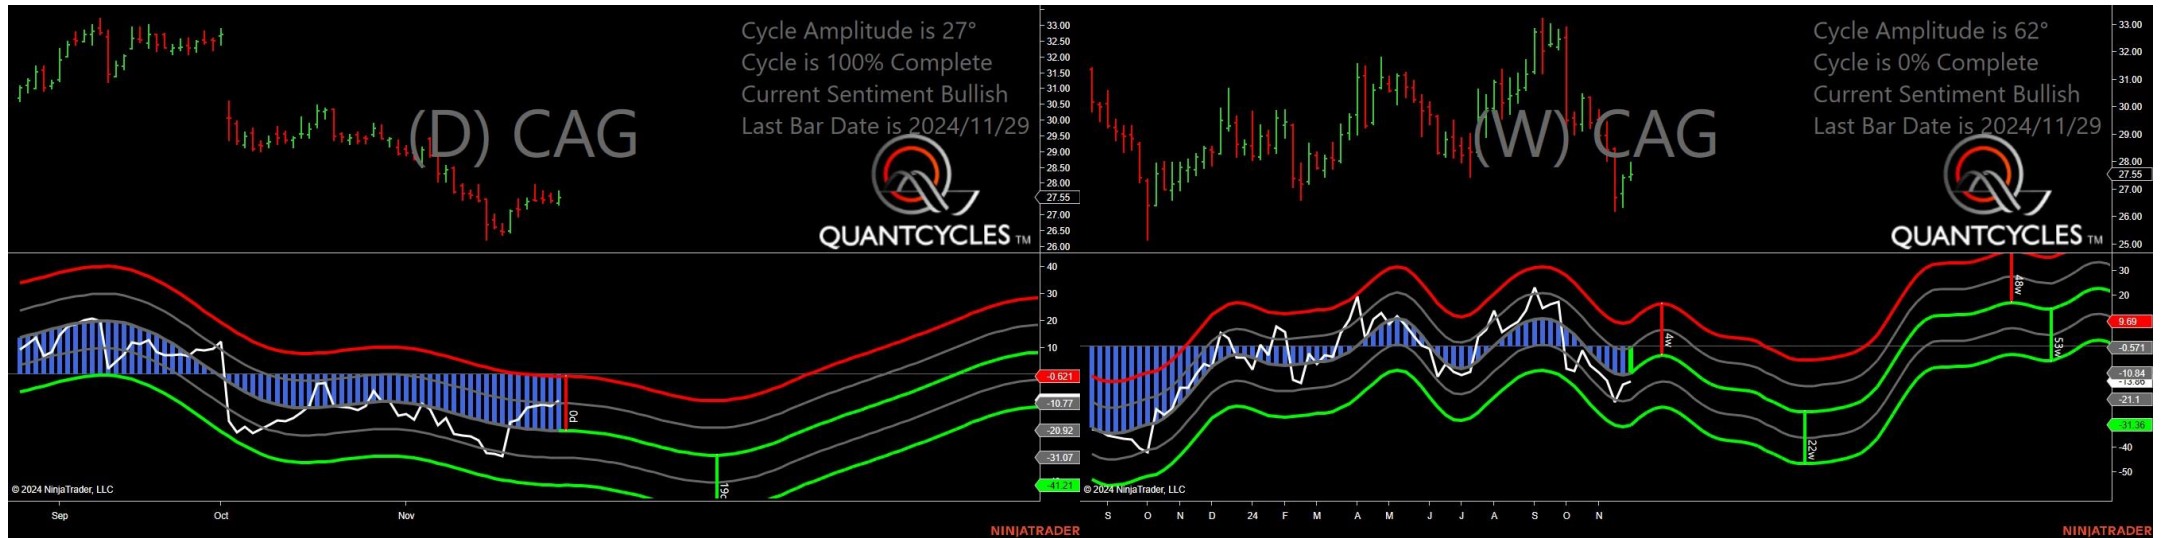 Cycle Amplitude is 27°
Cycle is 100% Complete
Current Sentiment Bullish
Last Bar Date is 2024/11/29
(D) CAG
QUANTCYCLES TM
33.00
32.50
32.00
31.50
31.00
30.50
30.00
29.50
29.00
28.50
28.00
27.55
27.00
26.50
26.00
40
30
20
10
-0.621
-10.77
-20.92
-31.07
-41.21
0d
© 2024 NinjaTrader, LLC
Sep Oct Nov
NINJATRADER
Cycle Amplitude is 62°
Cycle is 0% Complete
Current Sentiment Bullish
Last Bar Date is 2024/11/29
(W) CAG
QUANTCYCLES TM
33.00
32.00
31.00
30.00
29.00
28.00
27.55
27.00
26.00
25.00
30
20
9.69
-0.571
-10.84
-13.86
-21.1
-31.36
-40
-50
4w
22w
48w
53w
© 2024 NinjaTrader, LLC
S O N D 24 F M A M J J A S O N
NINJATRADER